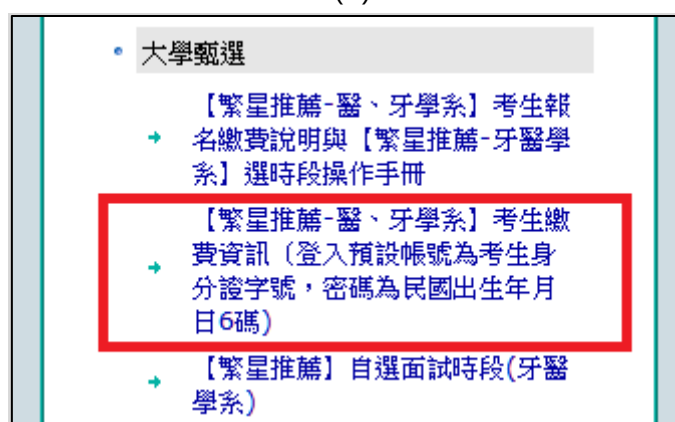 大學甄選
【繁星推薦-醫、牙學系】考生報
名繳費說明與【繁星推薦-牙醫學
系】選時段操作手冊
【繁星推薦-醫、牙學系】考生繳
費資訊（登入預設帳號為考生身
分證字號，密碼為民國出生年月
日6碼)
【繁星推薦】自選面試時段(牙醫
學系)